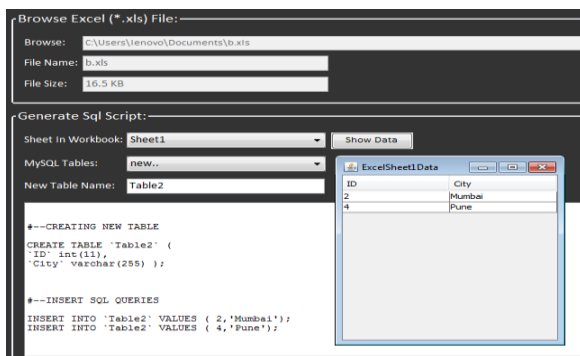 Browse Excel (*.xls) File:
Browse: C:\Users\lenovo\Documents\b.xls
File Name: b.xls
File Size: 16.5 KB
Generate Sql Script:
Sheet In Workbook: Sheet1 Show Data
MySQL Tables: new..
New Table Name: Table2
ExcelSheet1Data
ID City
2 Mumbai
4 Pune
#--CREATING NEW TABLE
CREATE TABLE `Table2` (
`ID` int(11),
`City` varchar(255) );
#--INSERT SQL QUERIES
INSERT INTO `Table2` VALUES ( 2,'Mumbai');
INSERT INTO `Table2` VALUES ( 4,'Pune');